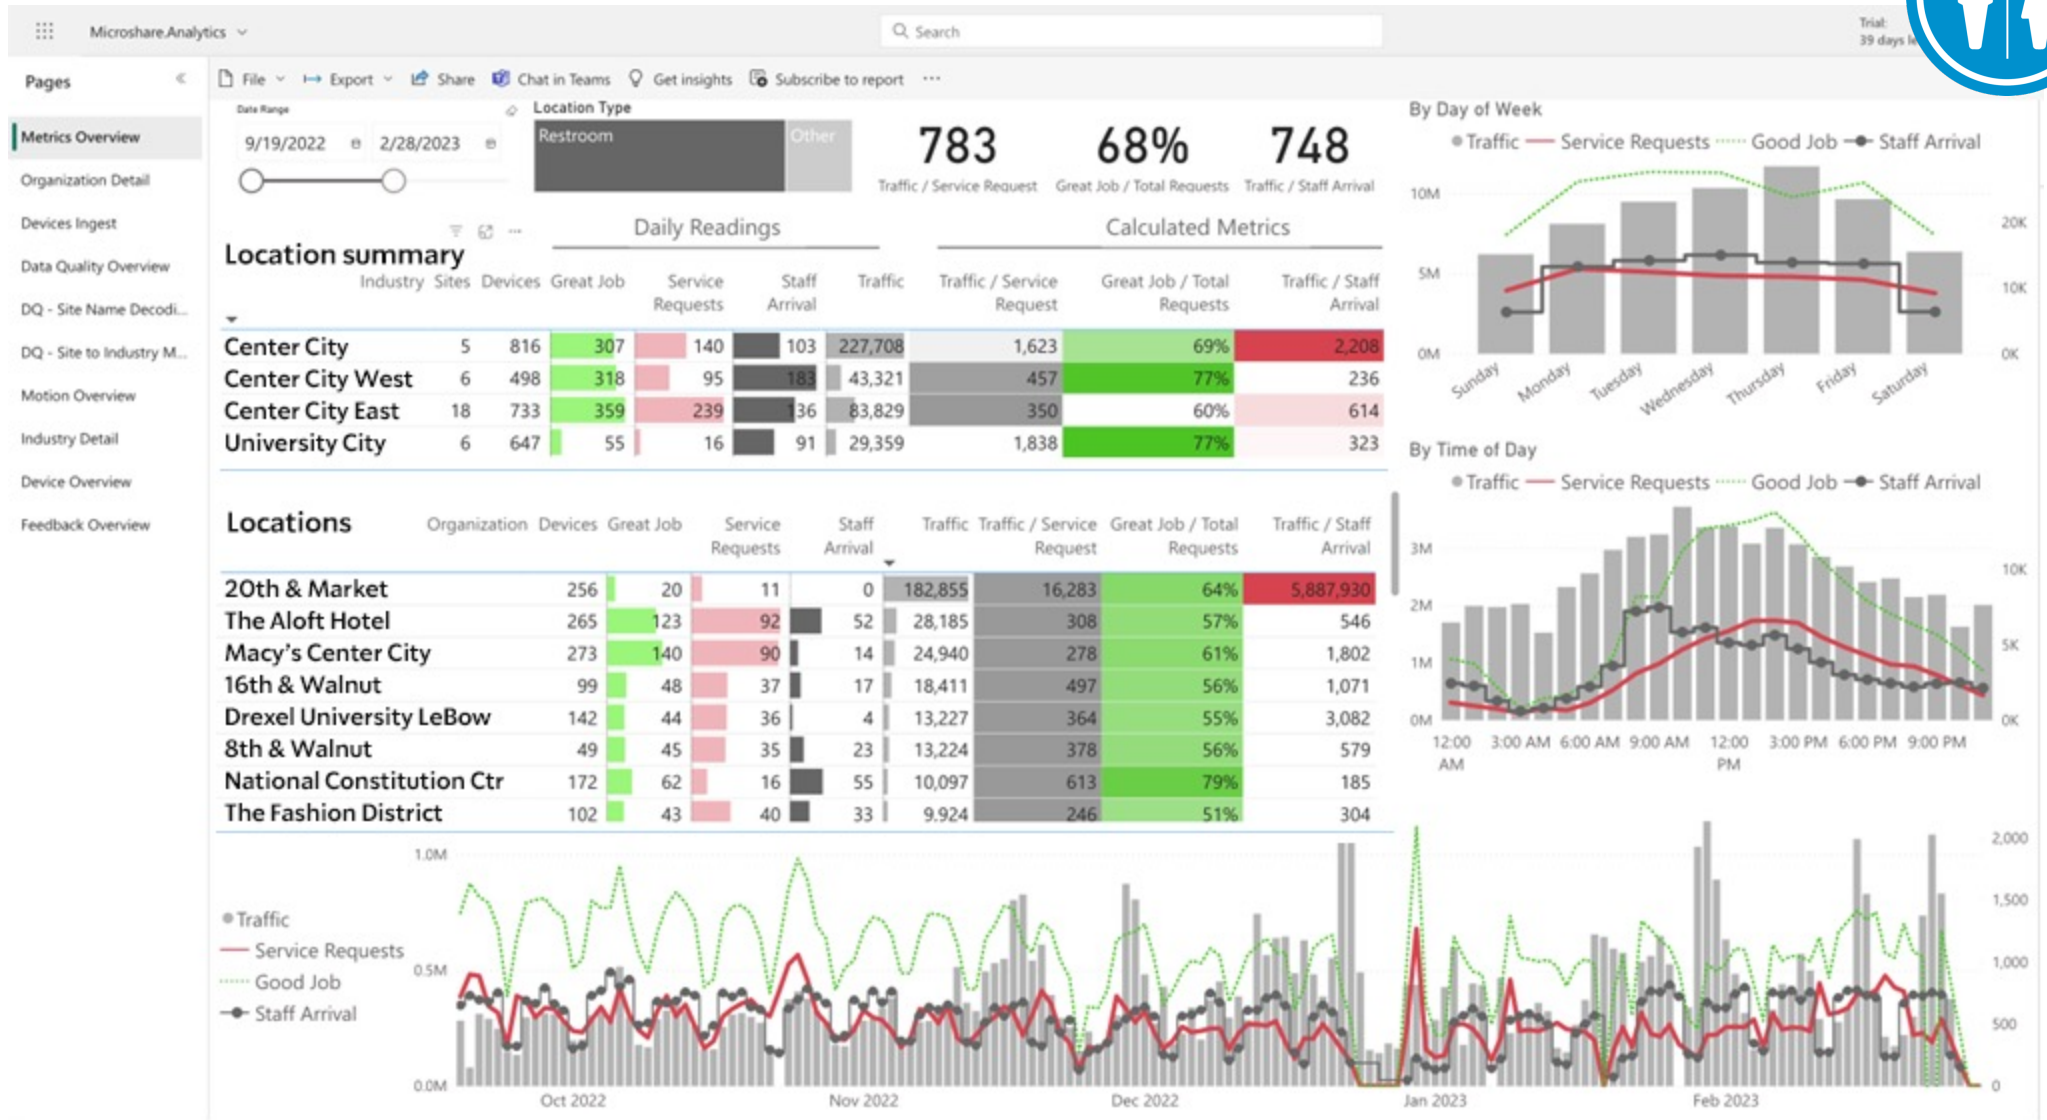 Microshare.Analytics
Search
Trial:
39 days
Pages
File Export Share Chat in Teams Get insights Subscribe to report ...
Metrics Overview
Organization Detail
Devices Ingest
Data Quality Overview
DQ - Site Name Decodi...
DQ - Site to Industry M...
Motion Overview
Industry Detail
Device Overview
Feedback Overview
Date Range
9/19/2022 2/28/2023
Location Type
Restroom Other
783 68% 748
Traffic / Service Request Great Job / Total Requests Traffic / Staff Arrival
Daily Readings Calculated Metrics
Location summary
Industry Sites Devices Great Job Service Requests Staff Arrival Traffic Traffic / Service Request Great Job / Total Requests Traffic / Staff Arrival
Center City 5 816 307 140 103 227,708 1,623 69% 2,208
Center City West 6 498 318 95 183 43,321 457 77% 236
Center City East 18 733 359 239 136 83,829 350 60% 614
University City 6 647 55 16 91 29,359 1,838 77% 323
Locations
Organization Devices Great Job Service Requests Staff Arrival Traffic Traffic / Service Request Great Job / Total Requests Traffic / Staff Arrival
20th & Market 256 20 11 0 182,855 16,283 64% 5,887,930
The Aloft Hotel 265 123 92 52 28,185 308 57% 546
Macy's Center City 273 140 90 14 24,940 278 61% 1,802
16th & Walnut 99 48 37 17 18,411 497 56% 1,071
Drexel University LeBow 142 44 36 4 13,227 364 55% 3,082
8th & Walnut 49 45 35 23 13,224 378 56% 579
National Constitution Ctr 172 62 16 55 10,097 613 79% 185
The Fashion District 102 43 40 33 9,924 246 51% 304
By Day of Week
Traffic Service Requests Good Job Staff Arrival
10M
5M
0M
20K
10K
0K
Sunday Monday Tuesday Wednesday Thursday Friday Saturday
By Time of Day
Traffic Service Requests Good Job Staff Arrival
3M
2M
1M
0M
10K
5K
0K
12:00 AM 3:00 AM 6:00 AM 9:00 AM 12:00 PM 3:00 PM 6:00 PM 9:00 PM
Traffic
Service Requests
Good Job
Staff Arrival
1.0M
0.5M
0.0M
2,000
1,500
1,000
500
0
Oct 2022 Nov 2022 Dec 2022 Jan 2023 Feb 2023